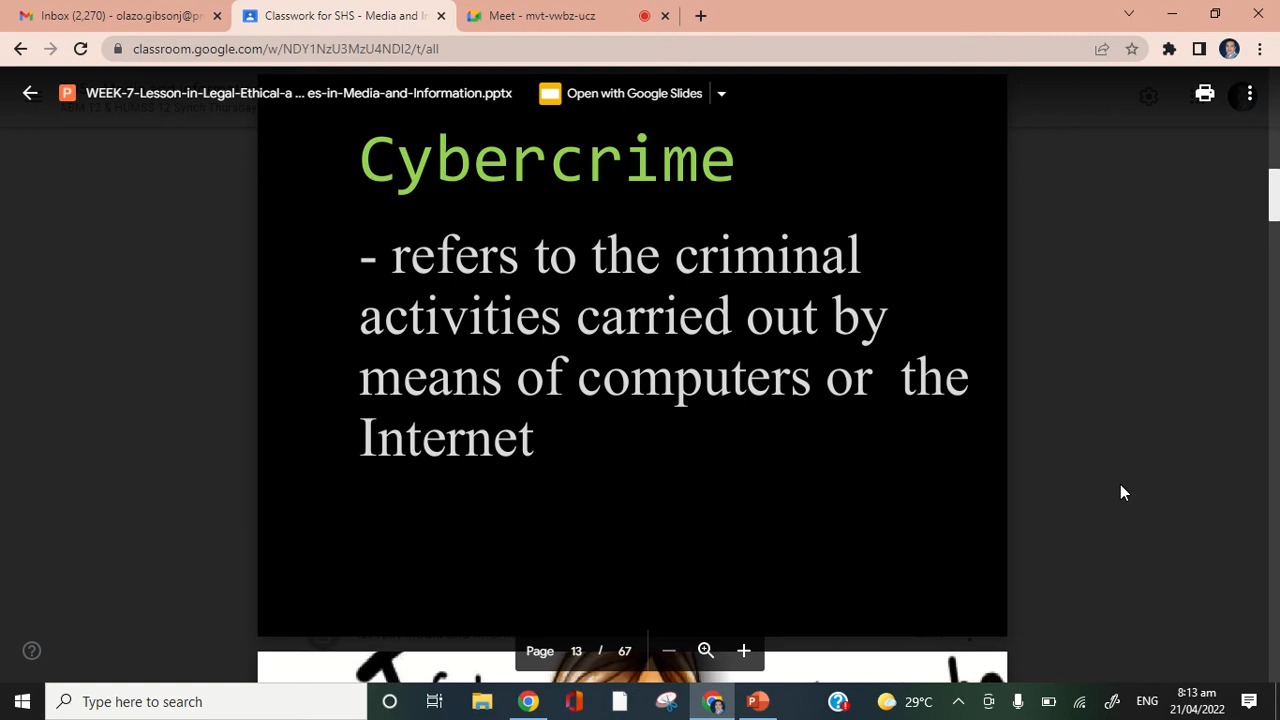 Inbox (2,270) - olazo.gibsonj@pr
Classwork for SHS - Media and In
Meet - mvt-vwbz-ucz
classroom.google.com/w/NDY1NzU3MzU4NDI2/t/all
WEEK-7-Lesson-in-Legal-Ethical-a ... es-in-Media-and-Information.pptx
Open with Google Slides
Cybercrime
- refers to the criminal
activities carried out by
means of computers or the
Internet
Page 13 / 67
Type here to search
29°C
ENG
8:13 am
21/04/2022